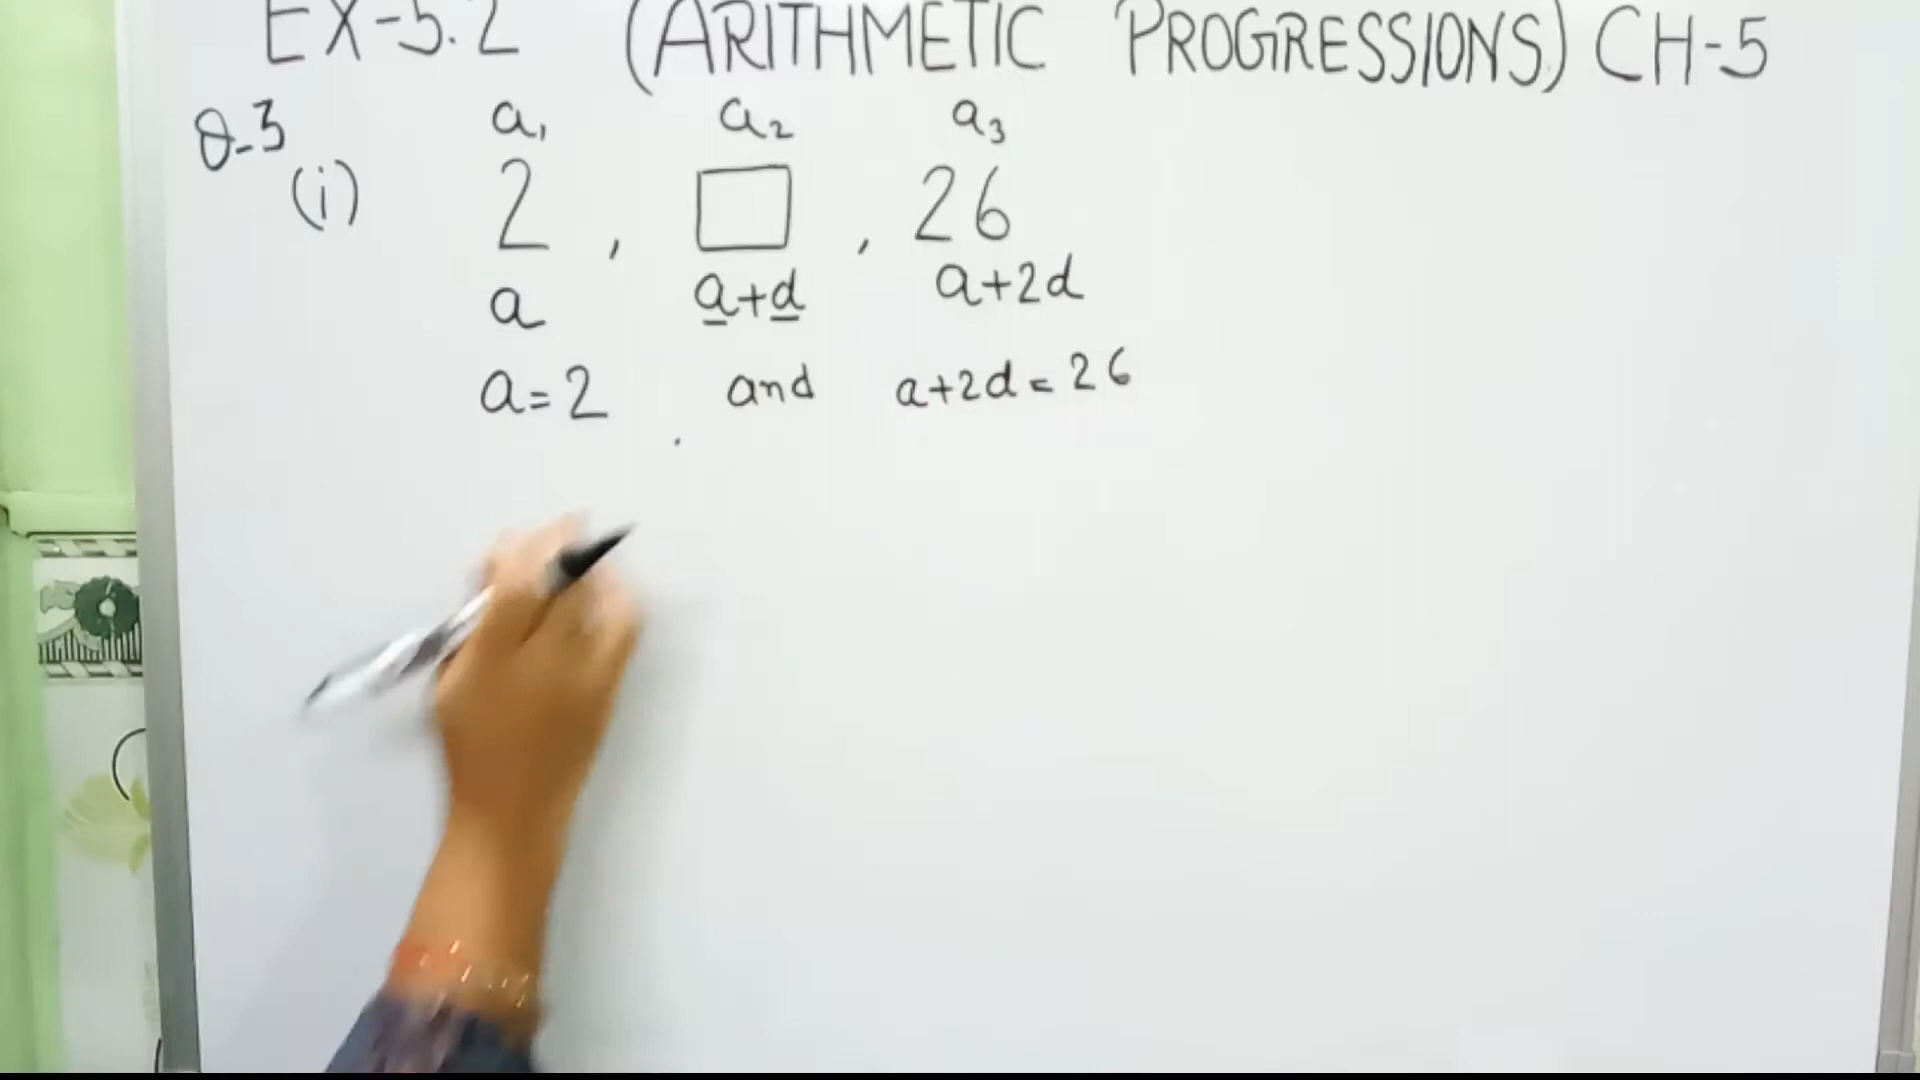 EX-5.2 (ARITHMETIC PROGRESSIONS) CH-5
Q-3 a₁ a₂ a₃
(i) 2 , □ , 26
a a+d a+2d
a=2 and a+2d=26